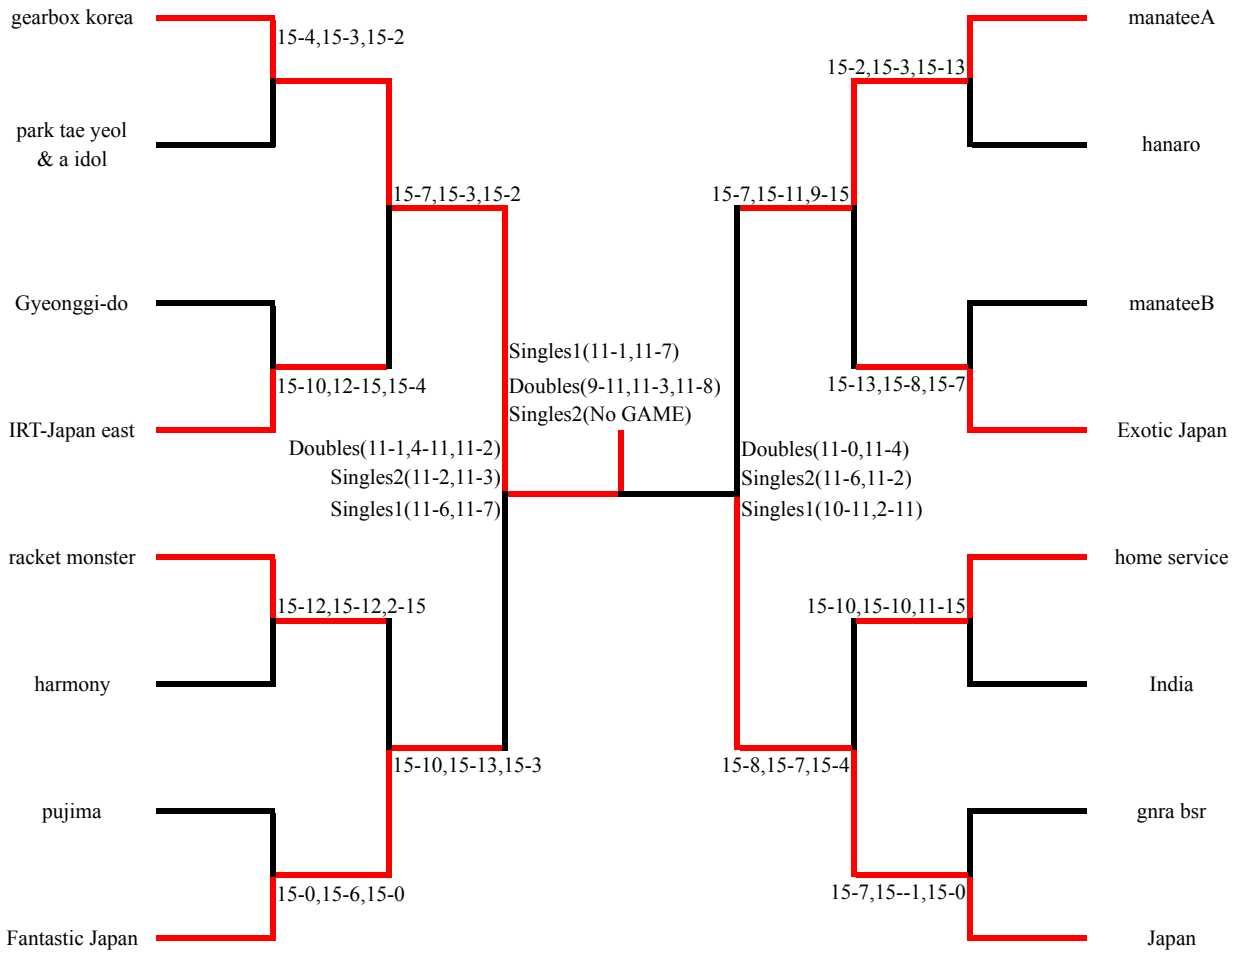 gearbox korea
15-4,15-3,15-2
park tae yeol
& a idol
15-7,15-3,15-2
Gyeonggi-do
15-10,12-15,15-4
IRT-Japan east
Singles1(11-1,11-7)
Doubles(9-11,11-3,11-8)
Singles2(No GAME)
Doubles(11-1,4-11,11-2)
Singles2(11-2,11-3)
Singles1(11-6,11-7)
racket monster
15-12,15-12,2-15
harmony
15-10,15-13,15-3
pujima
15-0,15-6,15-0
Fantastic Japan
manateeA
15-2,15-3,15-13
hanaro
15-7,15-11,9-15
manateeB
15-13,15-8,15-7
Exotic Japan
Doubles(11-0,11-4)
Singles2(11-6,11-2)
Singles1(10-11,2-11)
home service
15-10,15-10,11-15
India
15-8,15-7,15-4
gnra bsr
15-7,15--1,15-0
Japan